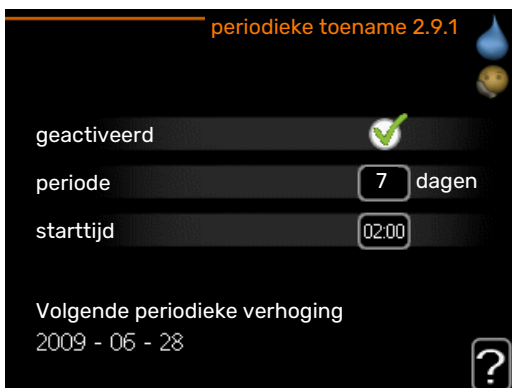 periodieke toename 2.9.1
geactiveerd
periode 7 dagen
starttijd 02:00
Volgende periodieke verhoging
2009 - 06 - 28
?